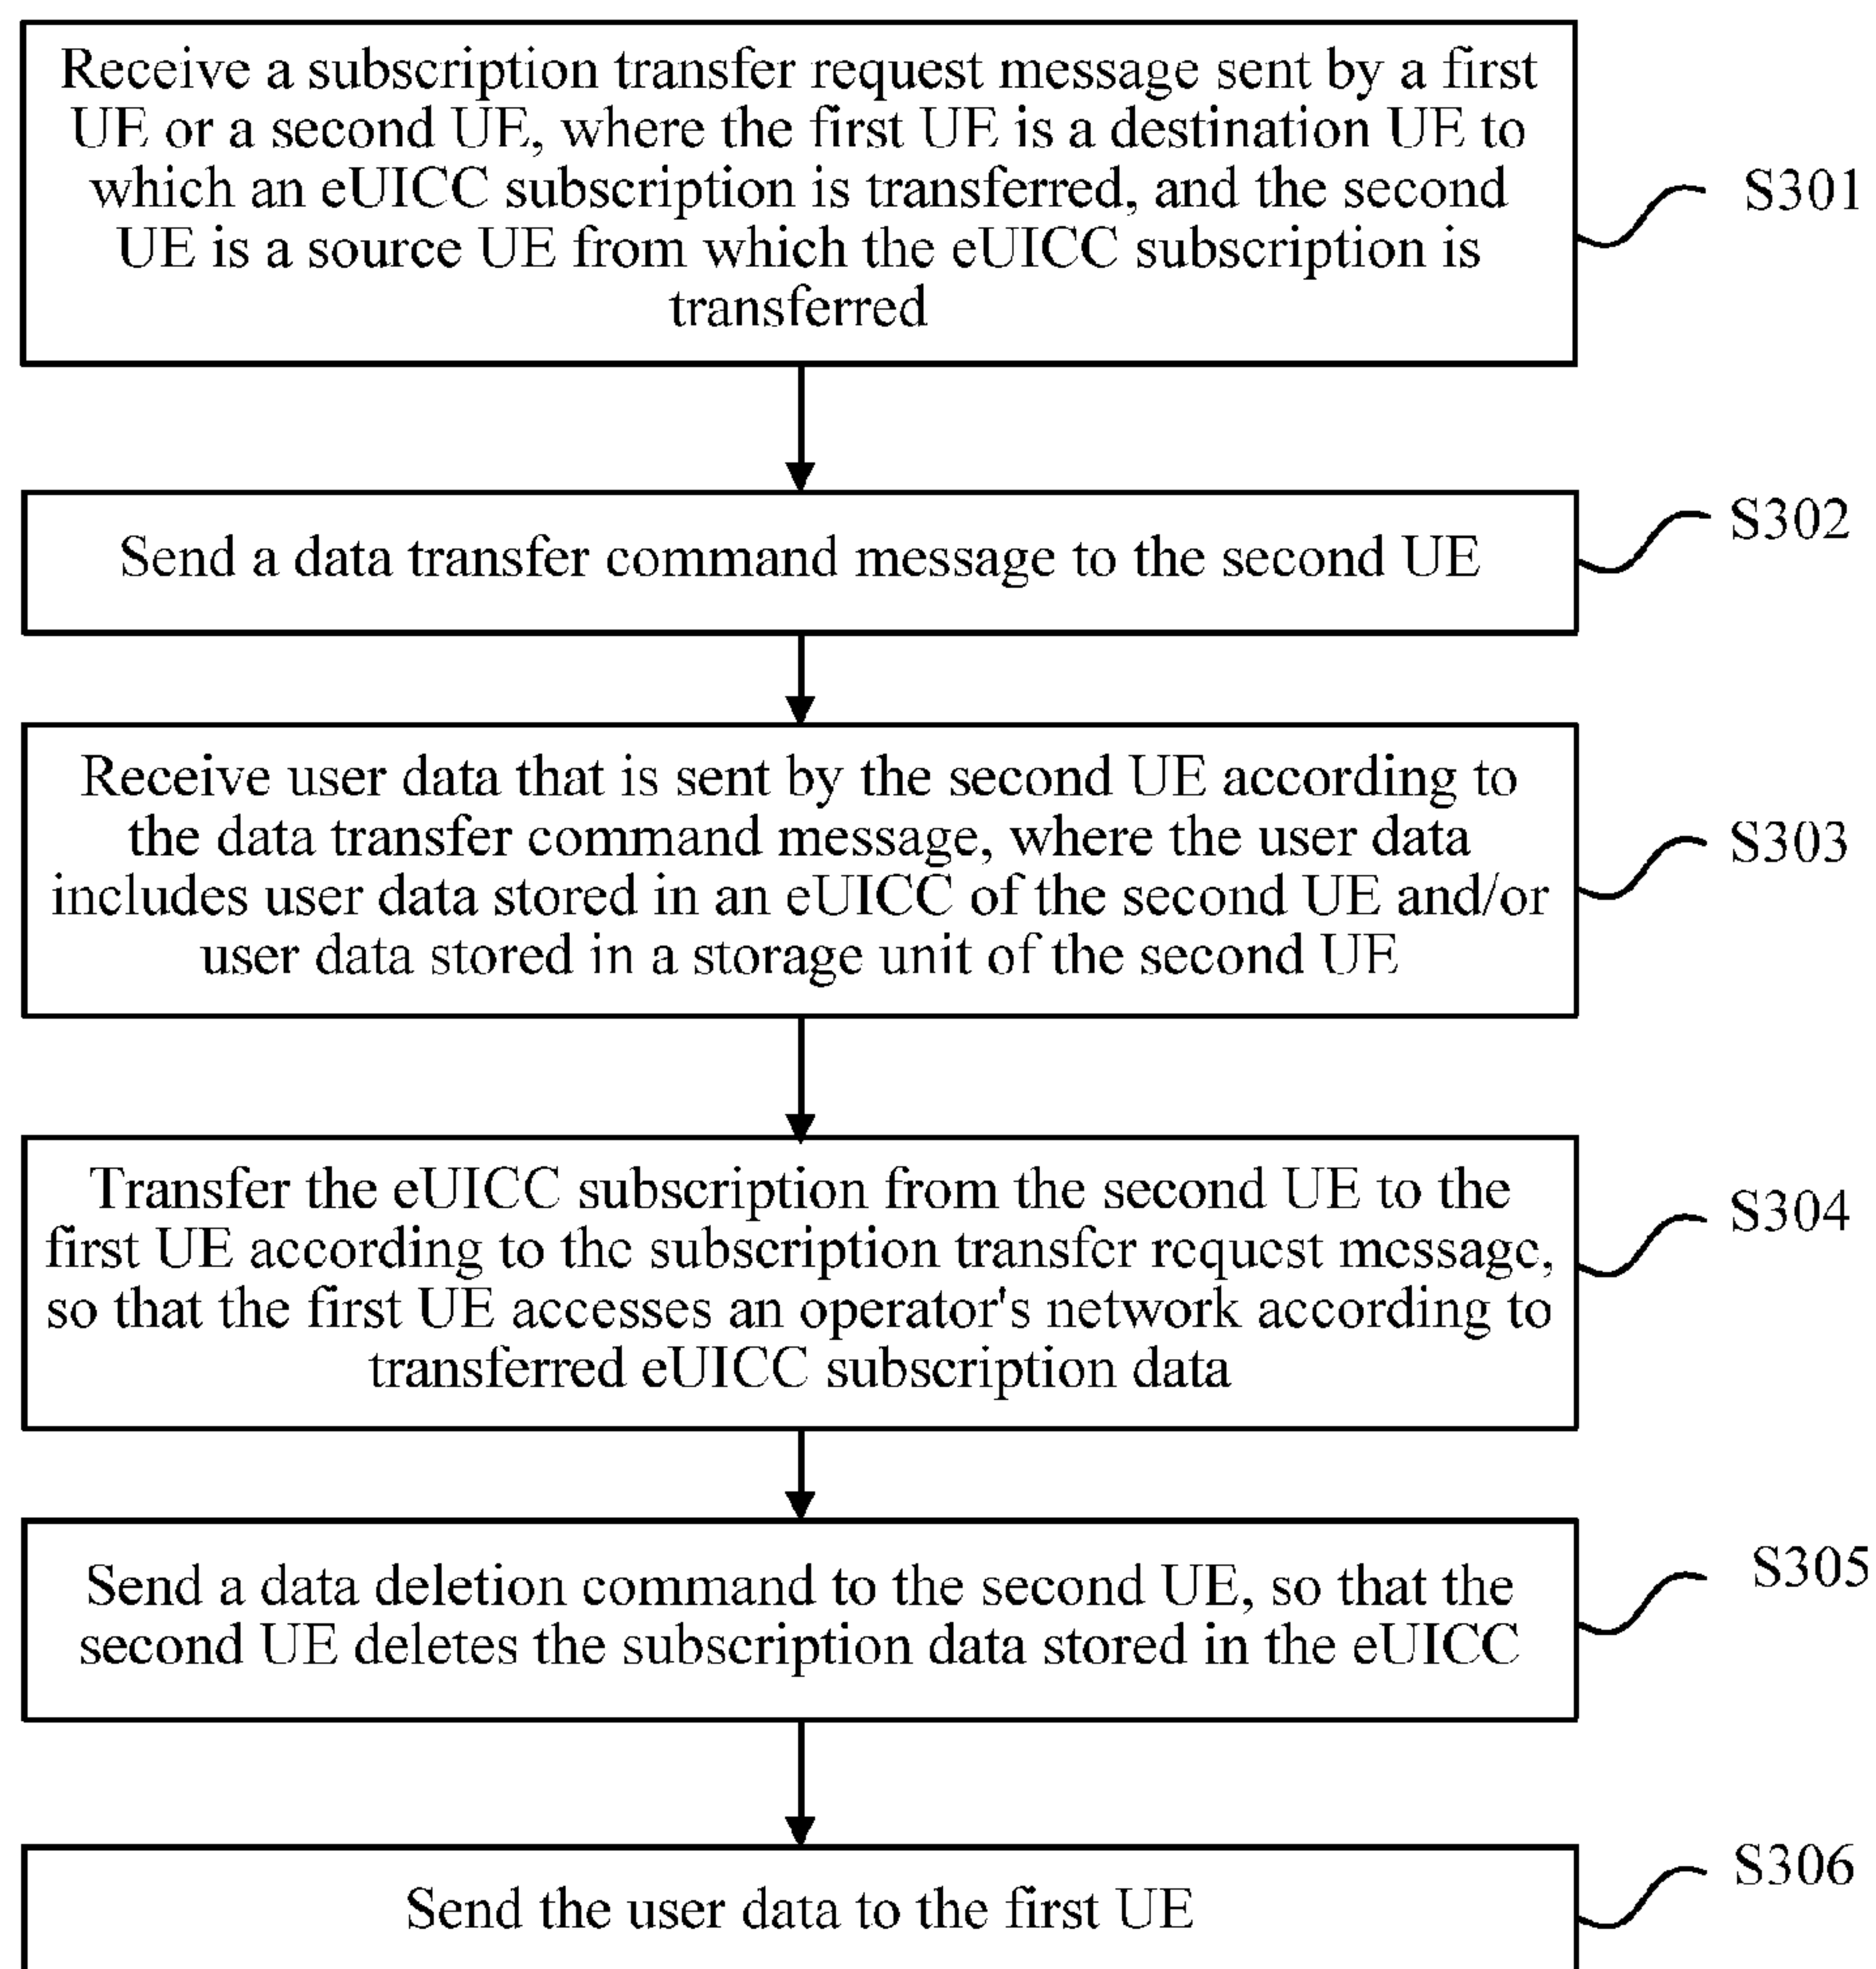 Receive a subscription transfer request message sent by a first
UE or a second UE, where the first UE is a destination UE to
which an eUICC subscription is transferred, and the second
UE is a source UE from which the eUICC subscription is
transferred
S301
Send a data transfer command message to the second UE
S302
Receive user data that is sent by the second UE according to
the data transfer command message, where the user data
includes user data stored in an eUICC of the second UE and/or
user data stored in a storage unit of the second UE
S303
Transfer the eUICC subscription from the second UE to the
first UE according to the subscription transfer request message,
so that the first UE accesses an operator's network according to
transferred eUICC subscription data
S304
Send a data deletion command to the second UE, so that the
second UE deletes the subscription data stored in the eUICC
S305
Send the user data to the first UE
S306